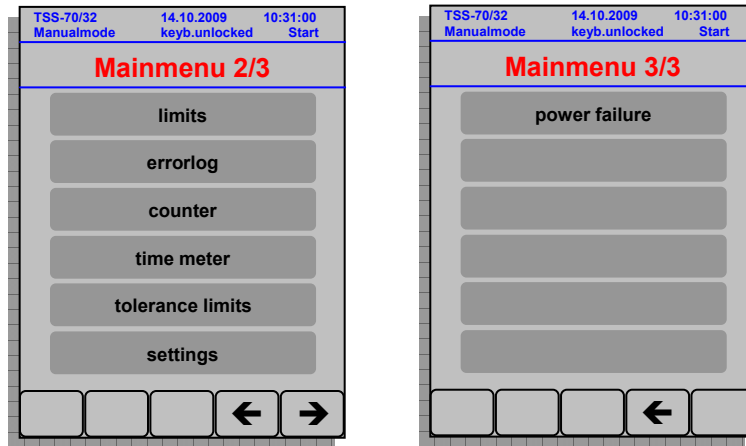 TSS-70/32 14.10.2009 10:31:00
Manualmode keyb.unlocked Start
Mainmenu 2/3
limits
errorlog
counter
time meter
tolerance limits
settings
TSS-70/32 14.10.2009 10:31:00
Manualmode keyb.unlocked Start
Mainmenu 3/3
power failure